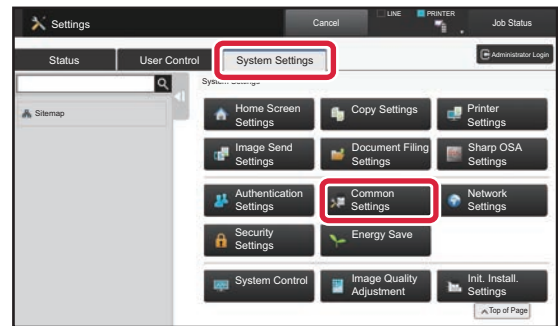 Settings
Cancel
LINE
PRINTER
Job Status
Status
User Control
System Settings
Administrator Login
System Settings
Sitemap
Home Screen
Settings
Copy Settings
Printer
Settings
Image Send
Settings
Document Filing
Settings
Sharp OSA
Settings
Authentication
Settings
Common
Settings
Network
Settings
Security
Settings
Energy Save
System Control
Image Quality
Adjustment
Init. Install.
Settings
Top of Page